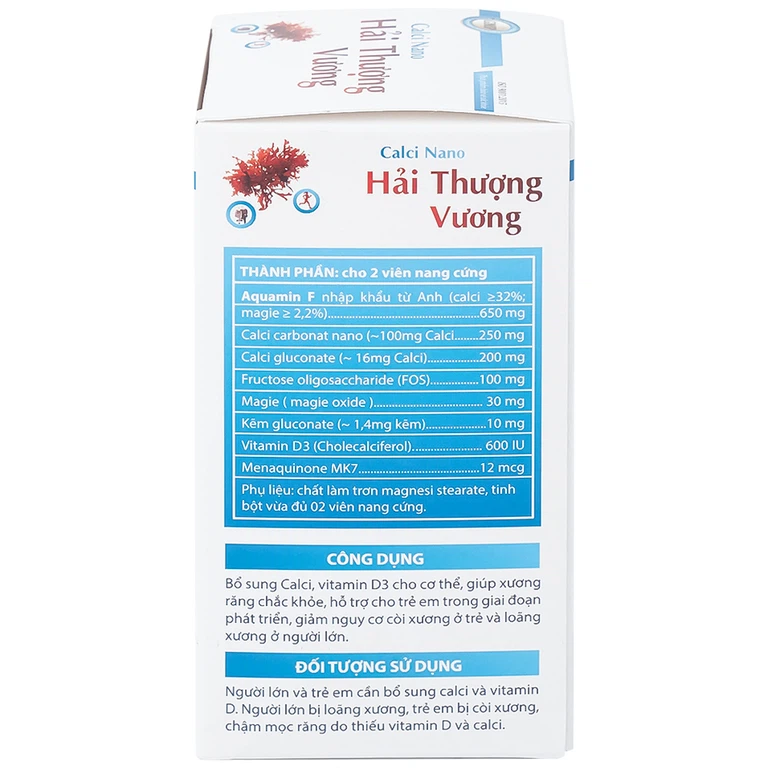 Calci Nano
Hải Thượng
Vương
Calci Nano
Hải Thượng
Vương
THÀNH PHẦN: cho 2 viên nang cứng
Aquamin F nhập khẩu từ Anh (calci ≥32%;
magie ≥ 2,2%)......................................................650 mg
Calci carbonat nano (~100mg Calci........250 mg
Calci gluconate (~ 16mg Calci)..................200 mg
Fructose oligosaccharide (FOS)................100 mg
Magie ( magie oxide )...................................30 mg
Kẽm gluconate (~ 1,4mg kẽm)....................10 mg
Vitamin D3 (Cholecalciferol)........................ 600 IU
Menaquinone MK7.......................................12 mcg
Phụ liệu: chất làm trơn magnesi stearate, tinh
bột vừa đủ 02 viên nang cứng.
CÔNG DỤNG
Bổ sung Calci, vitamin D3 cho cơ thể, giúp xương
răng chắc khỏe, hỗ trợ cho trẻ em trong giai đoạn
phát triển, giảm nguy cơ còi xương ở trẻ và loãng
xương ở người lớn.
ĐỐI TƯỢNG SỬ DỤNG
Người lớn và trẻ em cần bổ sung calci và vitamin
D. Người lớn bị loãng xương, trẻ em bị còi xương,
chậm mọc răng do thiếu vitamin D và calci.